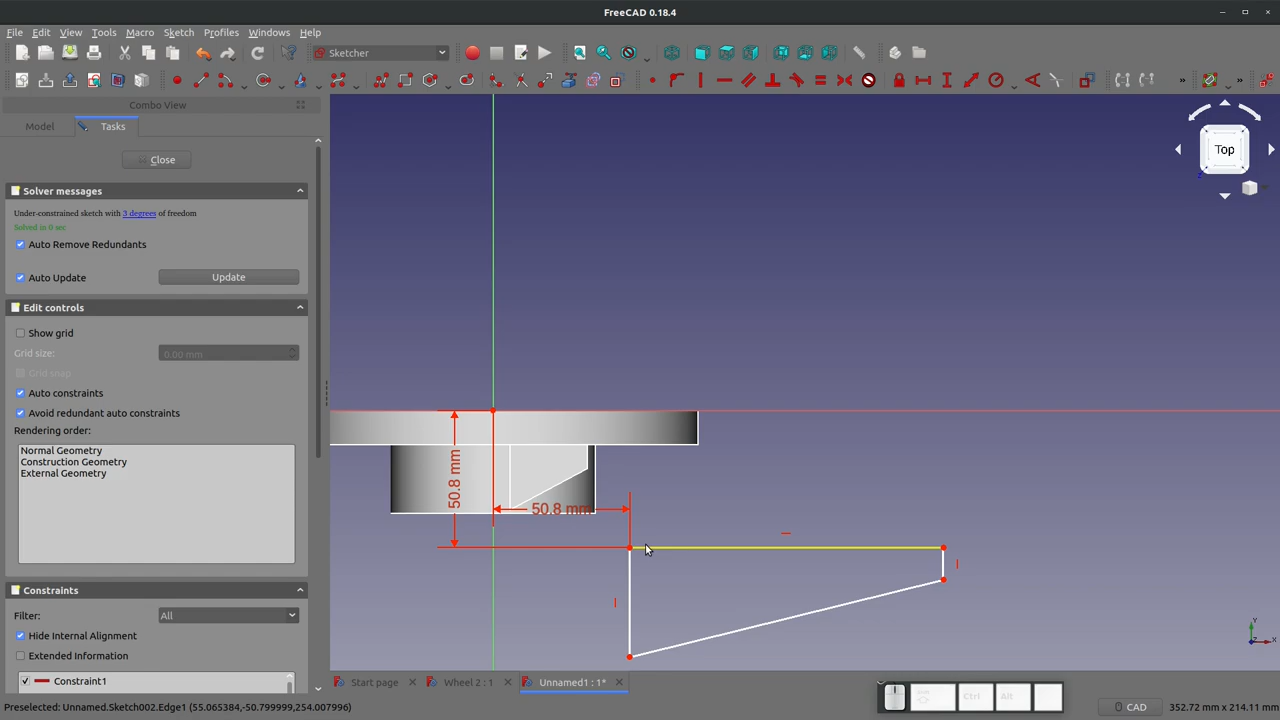 FreeCAD 0.18.4
File Edit View Tools Macro Sketch Profiles Windows Help
Sketcher
Combo View
Model Tasks
Close
Solver messages
Under-constrained sketch with 3 degrees of freedom
Solved in 0 sec
Auto Remove Redundants
Auto Update Update
Edit controls
Show grid
Grid size: 0.00 mm
Grid snap
Auto constraints
Avoid redundant auto constraints
Rendering order:
Normal Geometry
Construction Geometry
External Geometry
Constraints
Filter: All
Hide Internal Alignment
Extended Information
Constraint1
Top
50.8 mm
50.8 mm
Y
X
Z
Start page Wheel 2 : 1 Unnamed1 : 1*
Shift Ctrl Alt
Preselected: Unnamed.Sketch002.Edge1 (55.065384,-50.799999,254.007996) CAD 352.72 mm x 214.11 mm